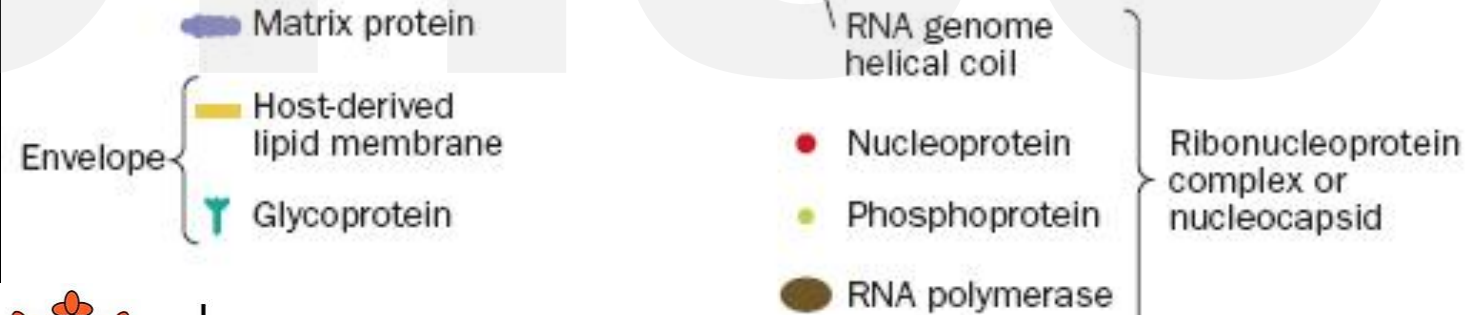 Matrix protein
Envelope
Host-derived
lipid membrane
Glycoprotein
RNA genome
helical coil
Nucleoprotein
Phosphoprotein
RNA polymerase
Ribonucleoprotein
complex or
nucleocapsid